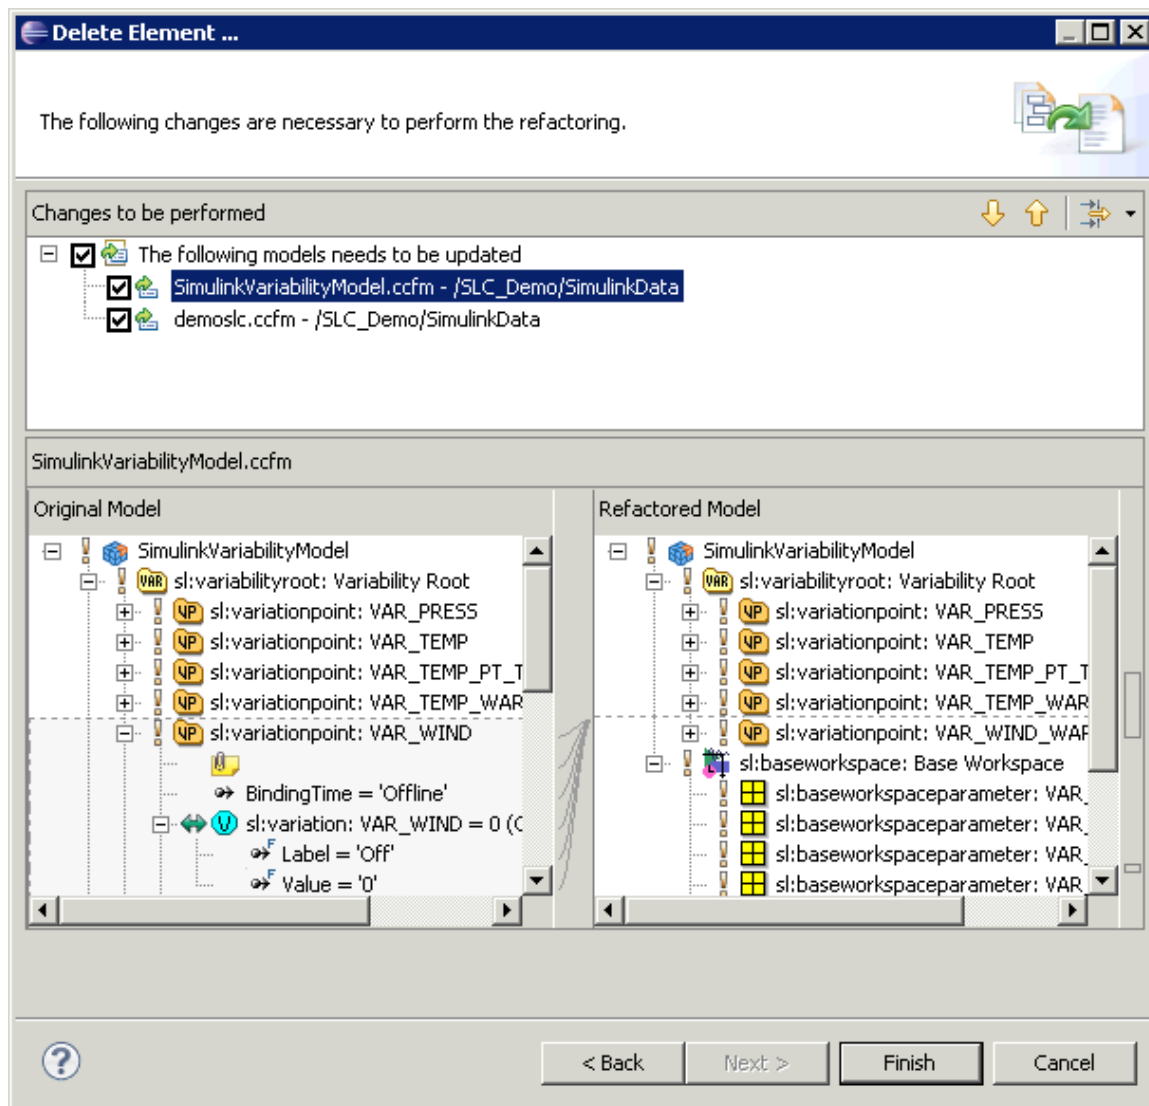 Delete Element ...
The following changes are necessary to perform the refactoring.
Changes to be performed
The following models needs to be updated
SimulinkVariabilityModel.ccfm - /SLC_Demo/SimulinkData
demoslc.ccfm - /SLC_Demo/SimulinkData
SimulinkVariabilityModel.ccfm
Original Model
SimulinkVariabilityModel
VAR sl:variabilityroot: Variability Root
VP sl:variationpoint: VAR_PRESS
VP sl:variationpoint: VAR_TEMP
VP sl:variationpoint: VAR_TEMP_PT_T
VP sl:variationpoint: VAR_TEMP_WAR
VP sl:variationpoint: VAR_WIND
BindingTime = 'Offline'
V sl:variation: VAR_WIND = 0 (
F Label = 'Off'
F Value = '0'
Refactored Model
SimulinkVariabilityModel
VAR sl:variabilityroot: Variability Root
VP sl:variationpoint: VAR_PRESS
VP sl:variationpoint: VAR_TEMP
VP sl:variationpoint: VAR_TEMP_PT_T
VP sl:variationpoint: VAR_TEMP_WAR
VP sl:variationpoint: VAR_WIND_WAR
sl:baseworkspace: Base Workspace
sl:baseworkspaceparameter: VAR_
sl:baseworkspaceparameter: VAR_
sl:baseworkspaceparameter: VAR_
sl:baseworkspaceparameter: VAR_
? < Back Next > Finish Cancel